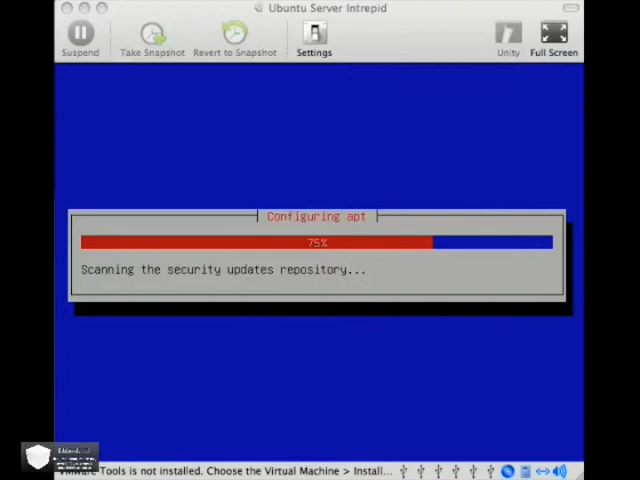 Ubuntu Server Intrepid
Suspend
Take Snapshot
Revert to Snapshot
Settings
Unity
Full Screen
Configuring apt
75%
Scanning the security updates repository...
Tools is not installed. Choose the Virtual Machine > Install...